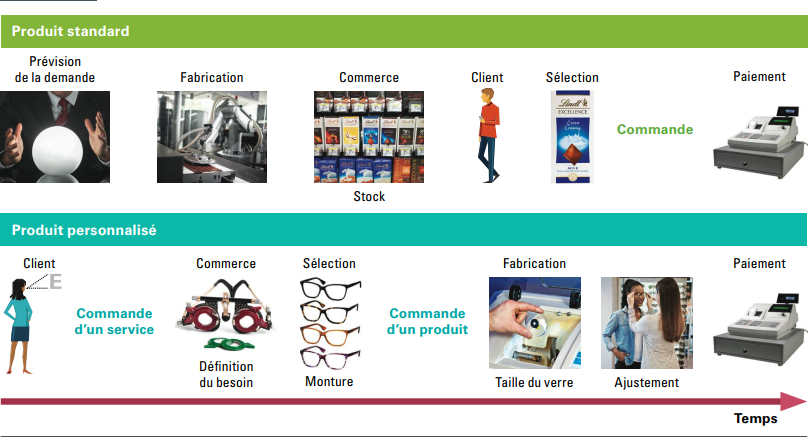 Produit standard
Prévision
de la demande
Fabrication
Commerce
Client
Sélection
Paiement
Lindt
EXCELLENCE
Extra
Creamy
MILK
Commande
Stock
Produit personnalisé
Client
Commerce
Sélection
Fabrication
Paiement
E
Commande
d'un service
Commande
d'un produit
Définition
du besoin
Monture
Taille du verre
Ajustement
Temps